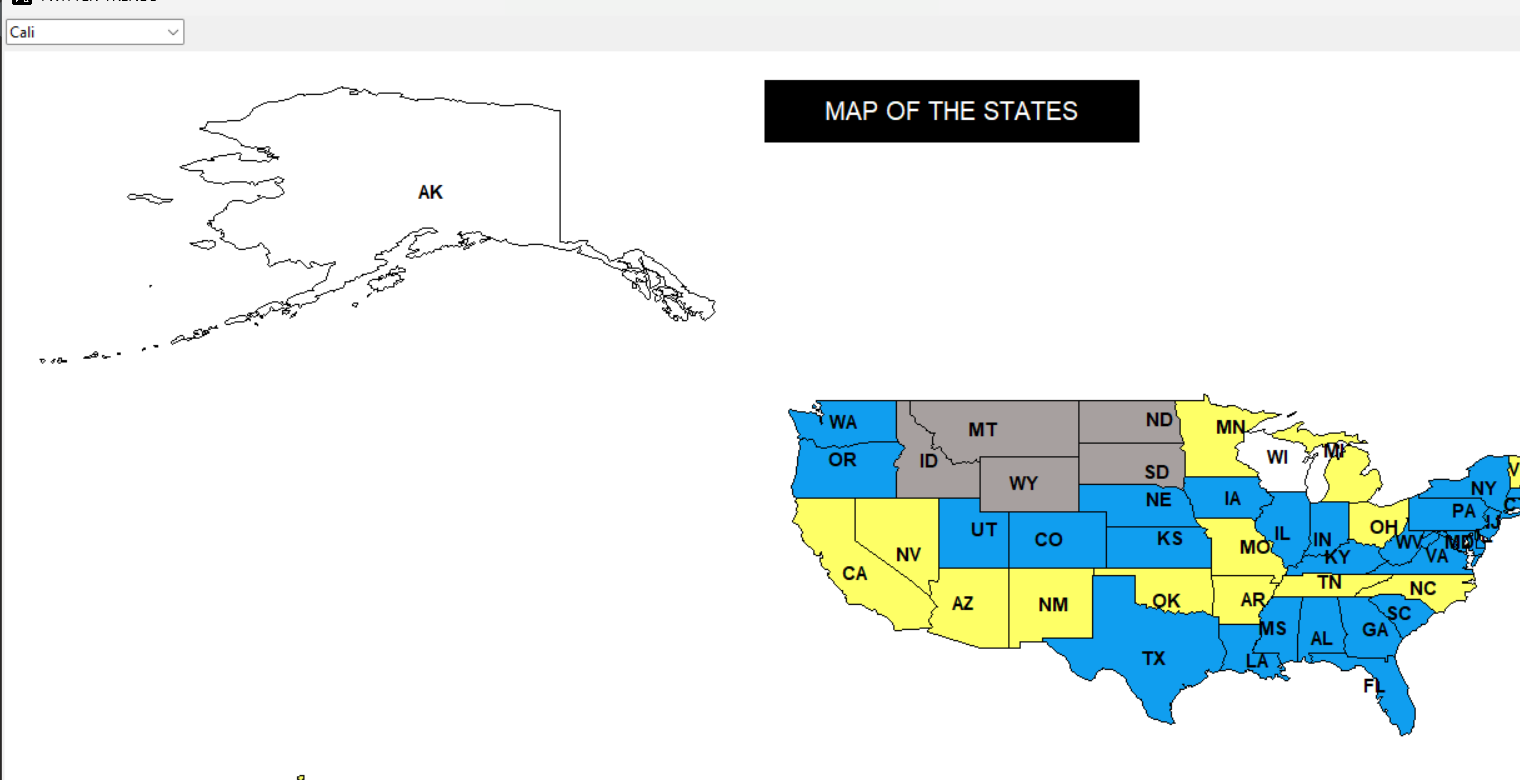 Cali
MAP OF THE STATES
AK
WA
MT
ND
MN
OR
ID
WI
MI
WY
SD
NE
IA
NY
PA
UT
CO
KS
NV
CA
MO
IL
IN
OH
WV
VA
MD
KY
TN
NC
AZ
NM
OK
AR
SC
MS
AL
GA
TX
LA
FL